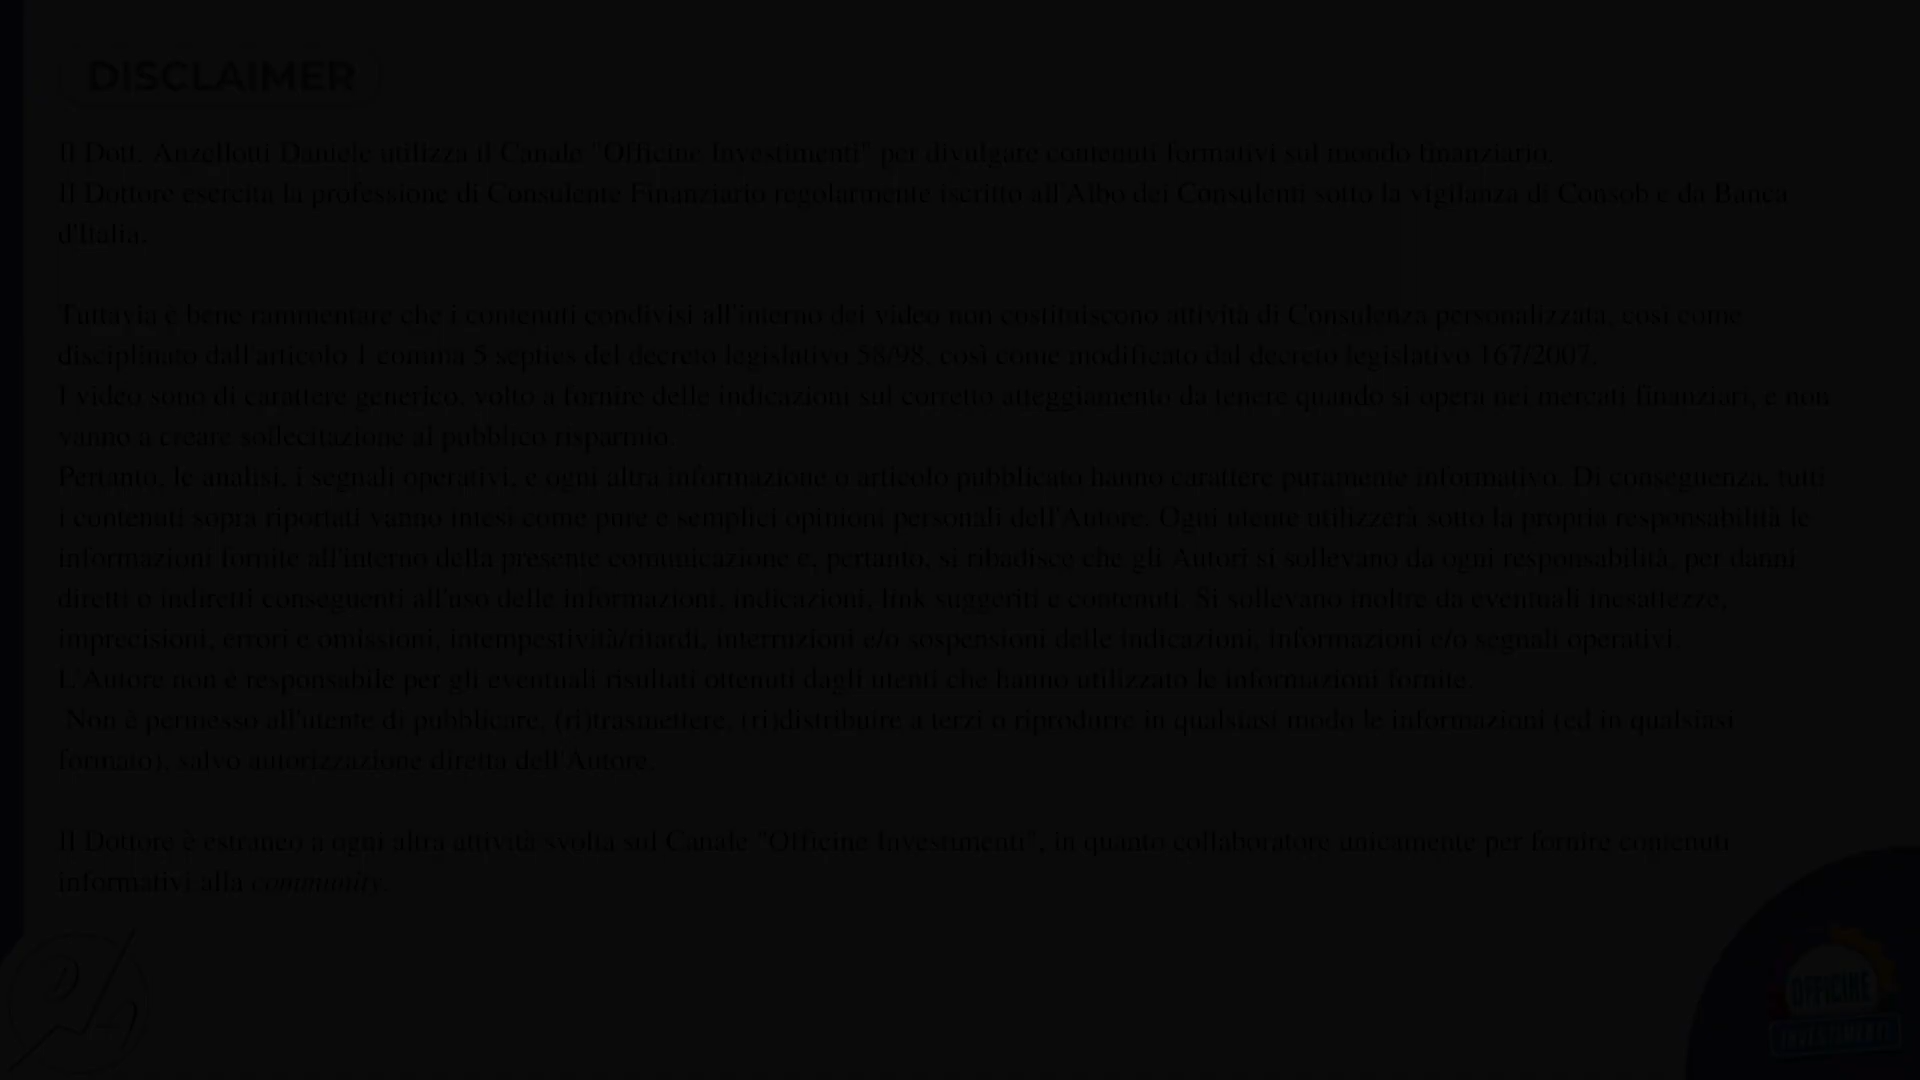 DISCLAIMER
Il Dott. Anzellotti Daniele utilizza il Canale "Officine Investimenti" per divulgare contenuti formativi sul mondo finanziario.
Il Dottore esercita la professione di Consulente Finanziario regolarmente iscritto all'Albo dei Consulenti sotto la vigilanza di Consob e da Banca
d'Italia.
Tuttavia è bene rammentare che i contenuti condivisi all'interno dei video non costituiscono attività di Consulenza personalizzata, così come
disciplinato dall'articolo 1 comma 5 septies del decreto legislativo 58/98, così come modificato dal decreto legislativo 167/2007.
I video sono di carattere generico, volto a fornire delle indicazioni sul corretto atteggiamento da tenere quando si opera nei mercati finanziari, e non
vanno a creare sollecitazione al pubblico risparmio.
Pertanto, le analisi, i segnali operativi, e ogni altra informazione o articolo pubblicato hanno carattere puramente informativo. Di conseguenza, tutti
i contenuti sopra riportati vanno intesi come pure e semplici opinioni personali dell'Autore. Ogni utente utilizzerà sotto la propria responsabilità le
informazioni fornite all'interno della presente comunicazione e, pertanto, si ribadisce che gli Autori si sollevano da ogni responsabilità, per danni
diretti o indiretti conseguenti all'uso delle informazioni, indicazioni, link suggeriti e contenuti. Si sollevano inoltre da eventuali inesattezze,
imprecisioni, errori e omissioni, intempestività/ritardi, interruzioni e/o sospensioni delle indicazioni, informazioni e/o segnali operativi.
L'Autore non è responsabile per gli eventuali risultati ottenuti dagli utenti che hanno utilizzato le informazioni fornite.
Non è permesso all'utente di pubblicare, (ri)trasmettere, (ri)distribuire a terzi o riprodurre in qualsiasi modo le informazioni (ed in qualsiasi
formato), salvo autorizzazione diretta dell'Autore.
Il Dottore è estraneo a ogni altra attività svolta sul Canale "Officine Investimenti", in quanto collaboratore unicamente per fornire contenuti
informativi alla community.
OFFICINE
INVESTIMENTI